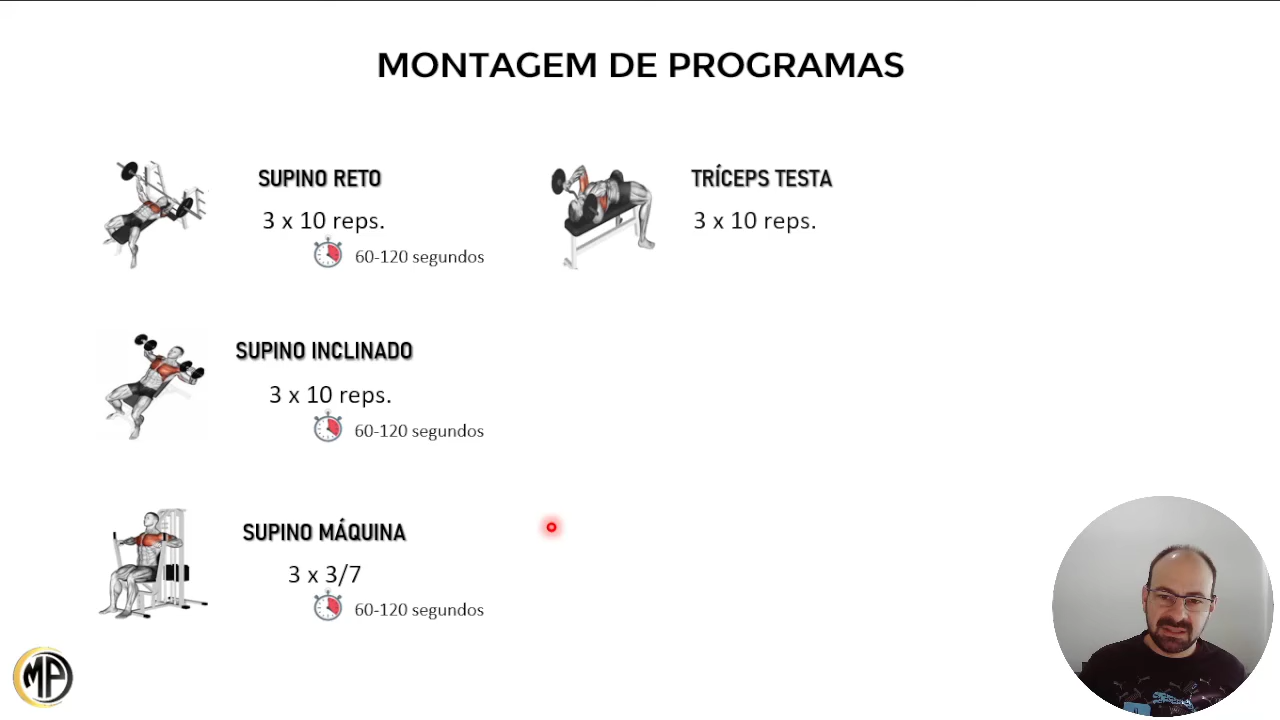 MONTAGEM DE PROGRAMAS
SUPINO RETO
3 x 10 reps.
60-120 segundos
TRÍCEPS TESTA
3 x 10 reps.
SUPINO INCLINADO
3 x 10 reps.
60-120 segundos
SUPINO MÁQUINA
3 x 3/7
60-120 segundos
MP